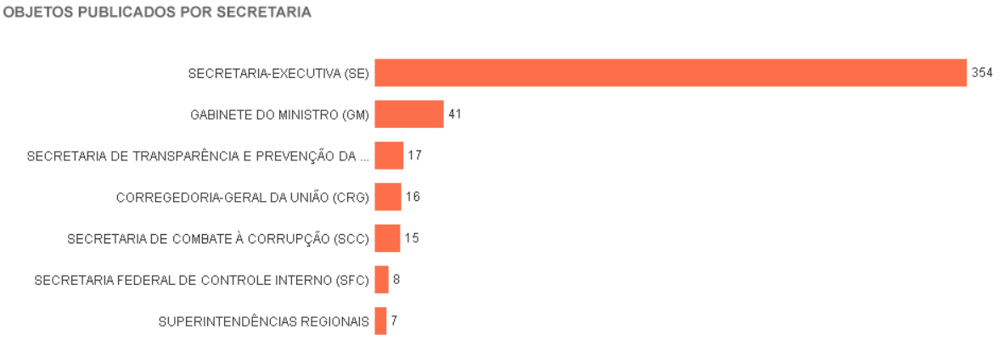 OBJETOS PUBLICADOS POR SECRETARIA
SECRETARIA-EXECUTIVA (SE) 354
GABINETE DO MINISTRO (GM) 41
SECRETARIA DE TRANSPARÊNCIA E PREVENÇÃO DA ... 17
CORREGEDORIA-GERAL DA UNIÃO (CRG) 16
SECRETARIA DE COMBATE À CORRUPÇÃO (SCC) 15
SECRETARIA FEDERAL DE CONTROLE INTERNO (SFC) 8
SUPERINTENDÊNCIAS REGIONAIS 7